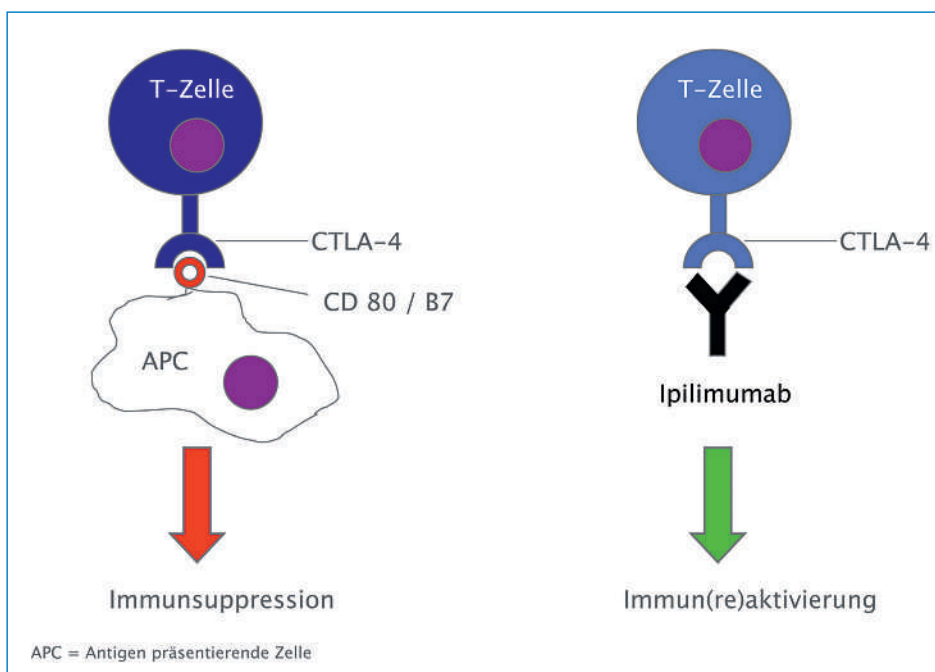 T-Zelle
CTLA-4
CD 80 / B7
APC
Immunsuppression
T-Zelle
CTLA-4
Ipilimumab
Immun(re)aktivierung
APC = Antigen präsentierende Zelle